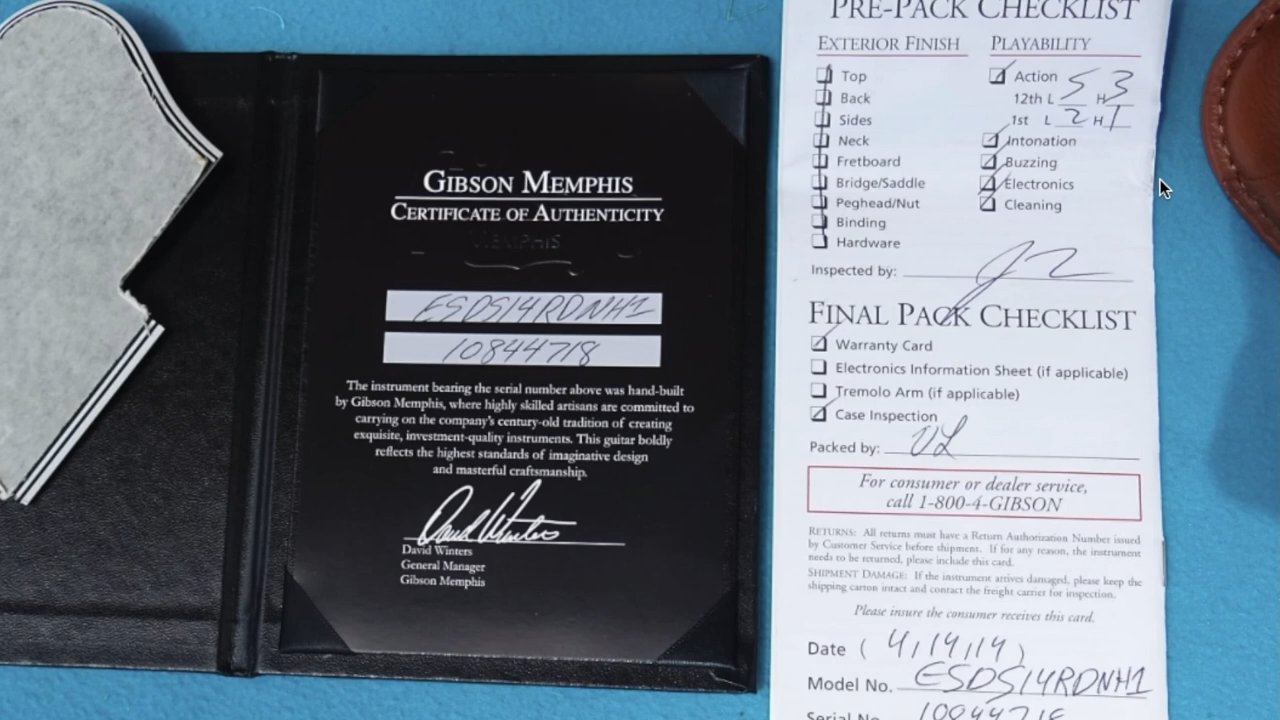 GIBSON MEMPHIS
CERTIFICATE OF AUTHENTICITY
MEMPHIS
ESDS14RDNH1
10844718
The instrument bearing the serial number above was hand-built
by Gibson Memphis, where highly skilled artisans are committed to
carrying on the company's century-old tradition of creating
exquisite, investment-quality instruments. This guitar boldly
reflects the highest standards of imaginative design
and masterful craftsmanship.
David Winters
David Winters
General Manager
Gibson Memphis
PRE-PACK CHECKLIST
EXTERIOR FINISH
Top
Back
Sides
Neck
Fretboard
Bridge/Saddle
Peghead/Nut
Binding
Hardware
PLAYABILITY
Action
12th L 5 H 3
1st L 2 H 1
Intonation
Buzzing
Electronics
Cleaning
Inspected by:
FINAL PACK CHECKLIST
Warranty Card
Electronics Information Sheet (if applicable)
Tremolo Arm (if applicable)
Case Inspection
Packed by:
For consumer or dealer service,
call 1-800-4-GIBSON
RETURNS: All returns must have a Return Authorization Number issued
by Customer Service before shipment. If for any reason, the instrument
needs to be returned, please include this card.
SHIPMENT DAMAGE: If the instrument arrives damaged, please keep the
shipping carton intact and contact the freight carrier for inspection.
Please insure the consumer receives this card.
Date ( 4/14/14 )
Model No. ESDS14RDNH1
Serial No. 10844718